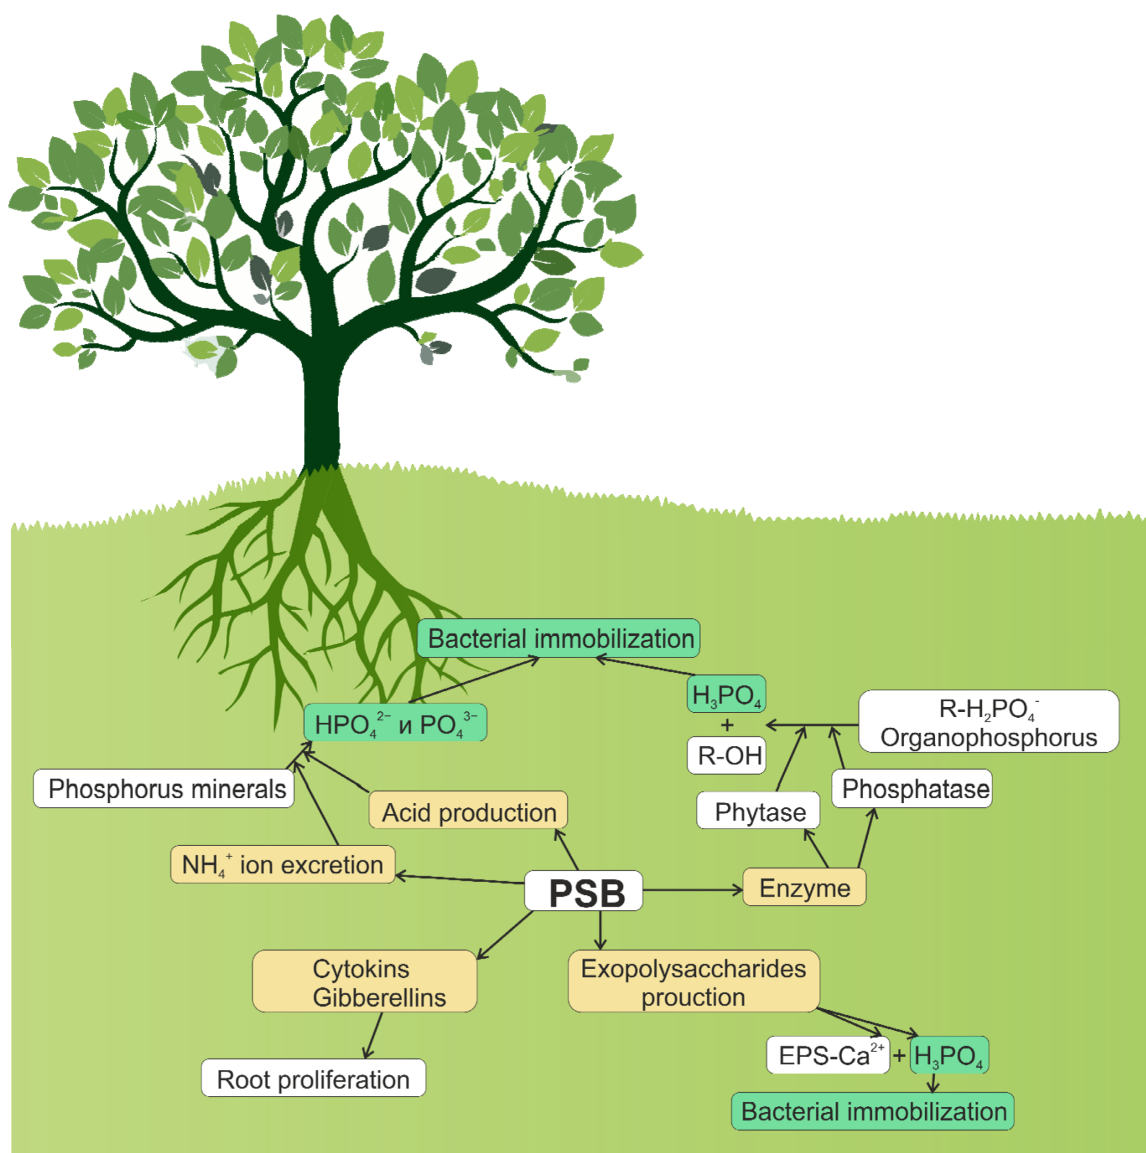 Bacterial immobilization
H₃PO₄
+
R-OH
R-H₂PO₄⁻
Organophosphorus
HPO₄²⁻ и PO₄³⁻
Phosphorus minerals
Acid production
Phytase
Phosphatase
NH₄⁺ ion excretion
PSB
Enzyme
Cytokins
Gibberellins
Exopolysaccharides
prouction
Root proliferation
EPS-Ca²⁺ + H₃PO₄
Bacterial immobilization